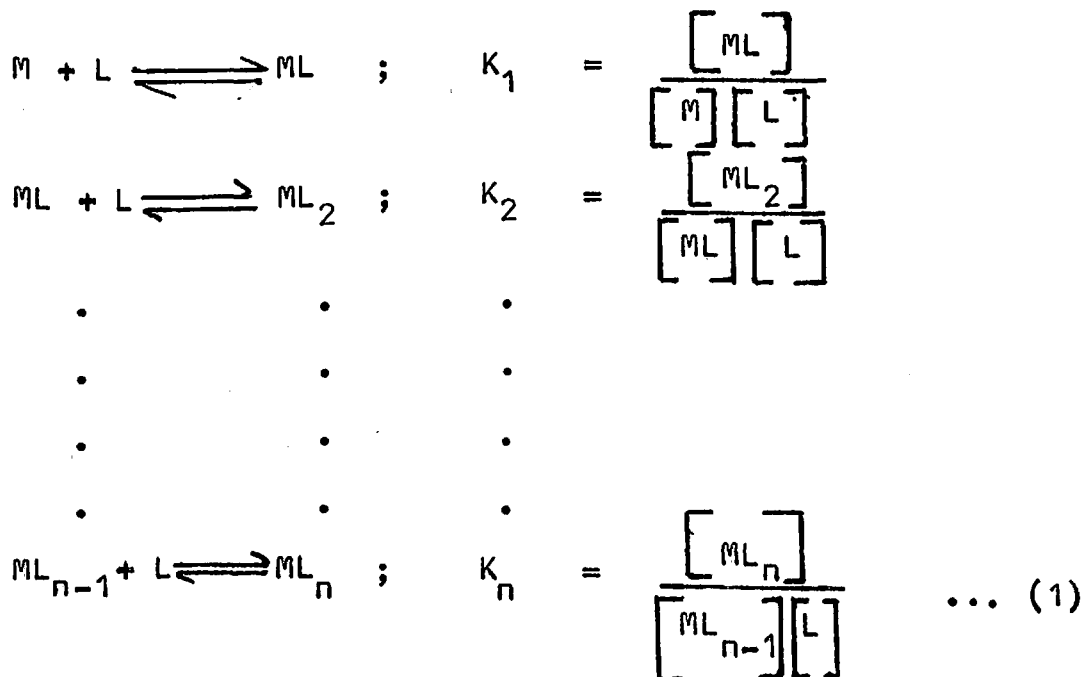 M + L ⇌ ML ; K₁ = [ML] / [M] [L]
ML + L ⇌ ML₂ ; K₂ = [ML₂] / [ML] [L]
. . .
. . .
. . .
. . .
MLₙ₋₁ + L ⇌ MLₙ ; Kₙ = [MLₙ] / [MLₙ₋₁] [L] ... (1)